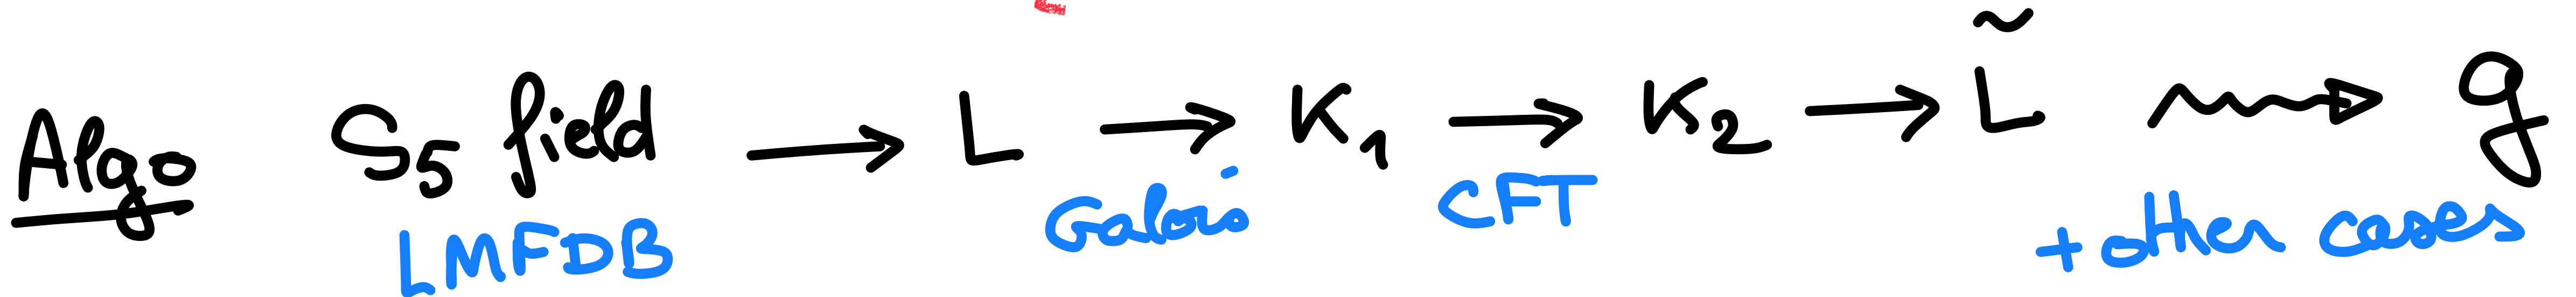 Algo S₅ field → L → K₁ → K₂ → L̃ ⇝ g
LMFDB Galois CFT + other cases